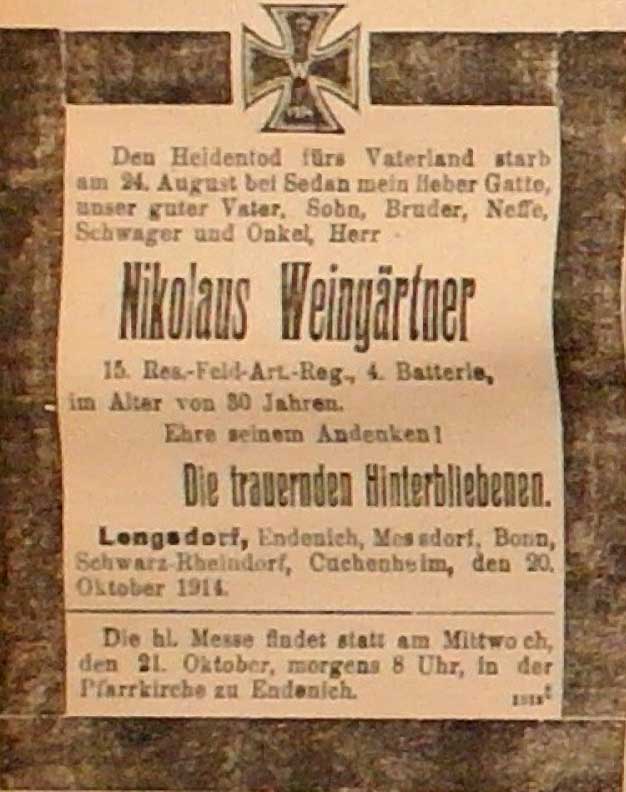 W
Den Heldentod fürs Vaterland starb
am 24. August bei Sedan mein lieber Gatte,
unser guter Vater, Sohn, Bruder, Neffe,
Schwager und Onkel, Herr
Nikolaus Weingärtner
15. Res.-Feld-Art.-Reg., 4. Batterie,
im Alter von 30 Jahren.
Ehre seinem Andenken!
Die trauernden Hinterbliebenen.
Lengsdorf, Endenich, Messdorf, Bonn,
Schwarz-Rheindorf, Cuchenheim, den 20.
Oktober 1914.
Die hl. Messe findet statt am Mittwoch,
den 21. Oktober, morgens 8 Uhr, in der
Pfarrkirche zu Endenich.